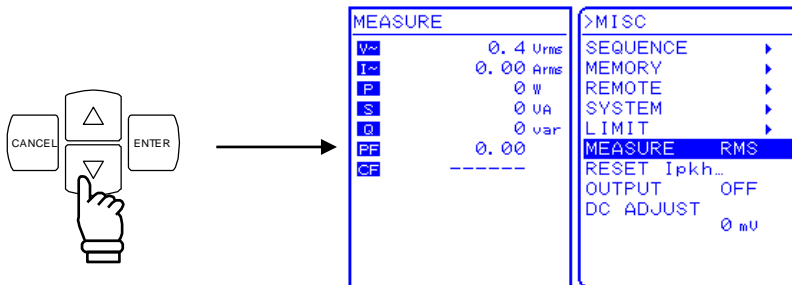 CANCEL
ENTER
MEASURE
V~ 0.4 Vrms
I~ 0.00 Arms
P 0 W
S 0 VA
Q 0 var
PF 0.00
CF ------
>MISC
SEQUENCE
MEMORY
REMOTE
SYSTEM
LIMIT
MEASURE RMS
RESET Ipkh…
OUTPUT OFF
DC ADJUST
0 mV